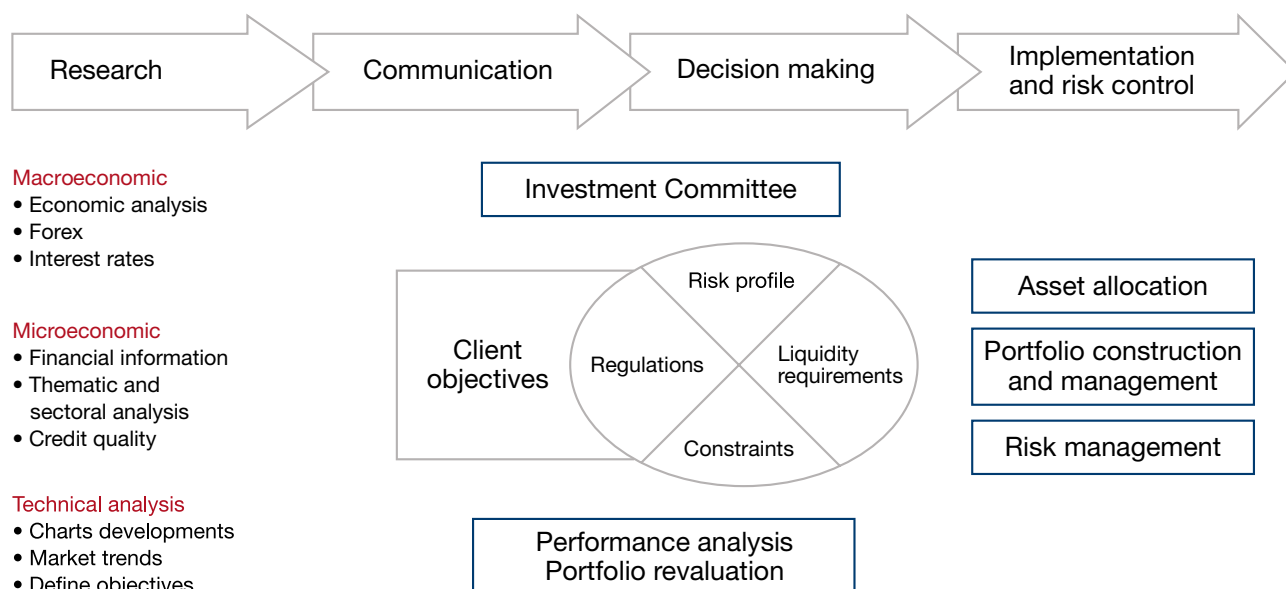 Research
Communication
Decision making
Implementation
and risk control
Macroeconomic
• Economic analysis
• Forex
• Interest rates
Microeconomic
• Financial information
• Thematic and
sectoral analysis
• Credit quality
Technical analysis
• Charts developments
• Market trends
• Define objectives
Investment Committee
Client
objectives
Risk profile
Regulations
Liquidity
requirements
Constraints
Performance analysis
Portfolio revaluation
Asset allocation
Portfolio construction
and management
Risk management